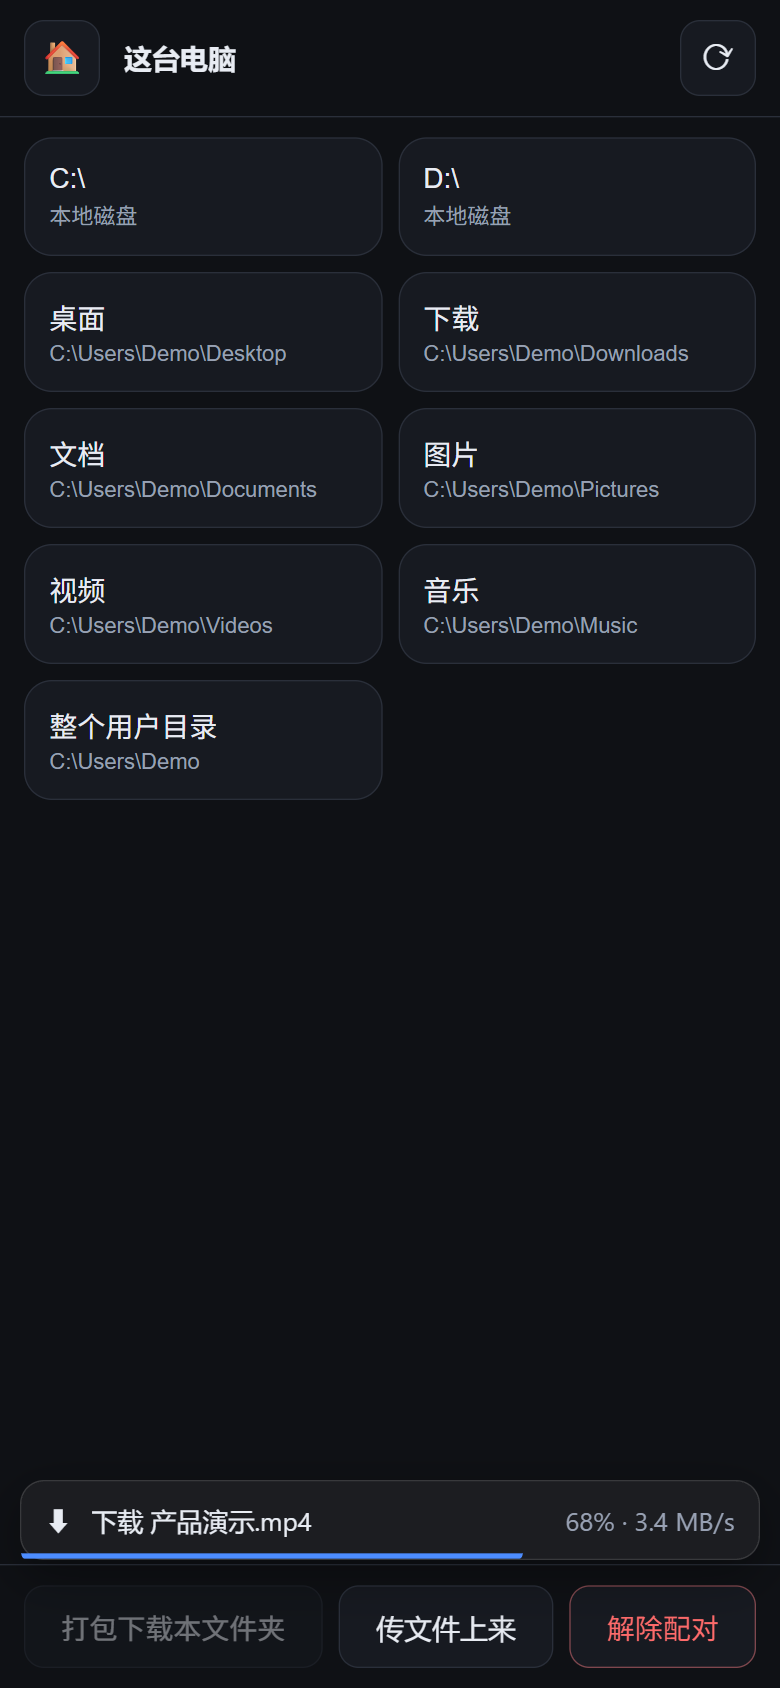 这台电脑
C:\
本地磁盘
D:\
本地磁盘
桌面
C:\Users\Demo\Desktop
下载
C:\Users\Demo\Downloads
文档
C:\Users\Demo\Documents
图片
C:\Users\Demo\Pictures
视频
C:\Users\Demo\Videos
音乐
C:\Users\Demo\Music
整个用户目录
C:\Users\Demo
下载 产品演示.mp4
68% · 3.4 MB/s
打包下载本文件夹
传文件上来
解除配对